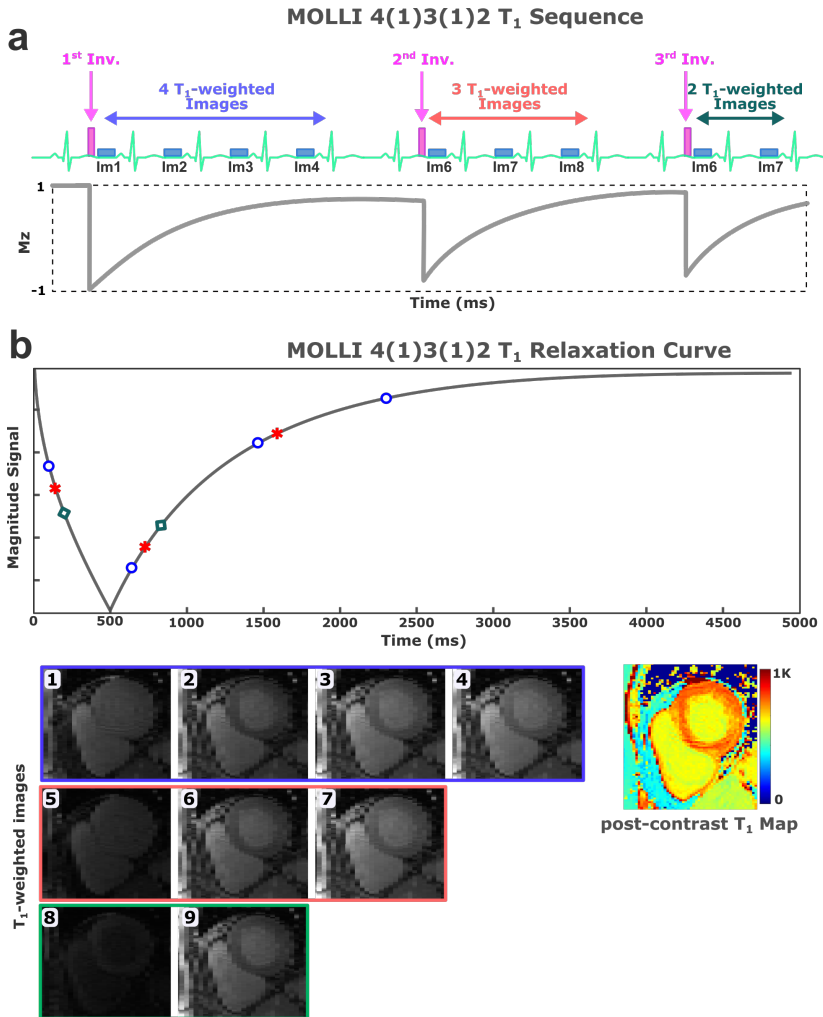 MOLLI 4(1)3(1)2 T₁ Sequence
a
1ˢᵗ Inv.
2ⁿᵈ Inv.
3ʳᵈ Inv.
4 T₁-weighted
Images
3 T₁-weighted
Images
2 T₁-weighted
Images
Im1 Im2 Im3 Im4 Im6 Im7 Im8 Im6 Im7
1
Mz
-1
Time (ms)
b
MOLLI 4(1)3(1)2 T₁ Relaxation Curve
Magnitude Signal
0 500 1000 1500 2000 2500 3000 3500 4000 4500 5000
Time (ms)
T₁-weighted images
1 2 3 4
5 6 7
8 9
1K
0
post-contrast T₁ Map